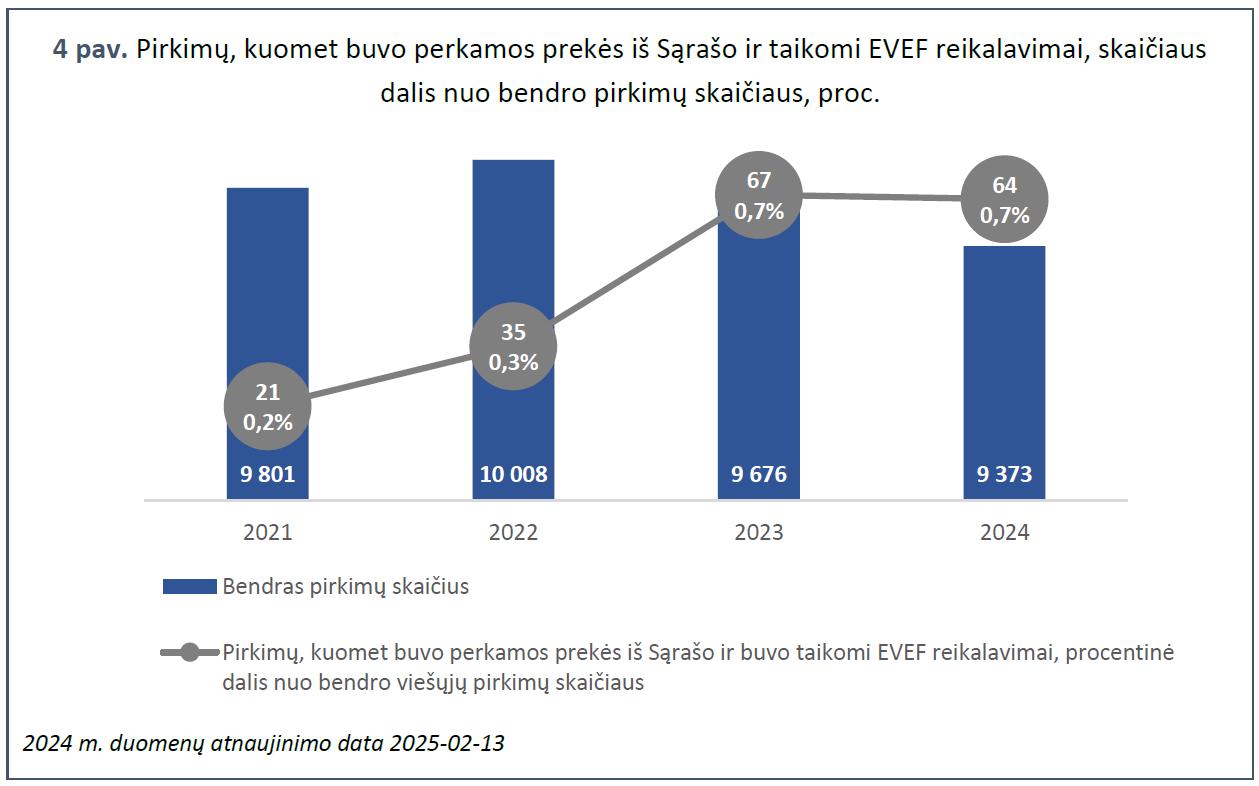 4 pav. Pirkimų, kuomet buvo perkamos prekės iš Sąrašo ir taikomi EVEF reikalavimai, skaičiaus
dalis nuo bendro pirkimų skaičiaus, proc.
67
0,7%
64
0,7%
35
0,3%
21
0,2%
9 801
10 008
9 676
9 373
2021
2022
2023
2024
Bendras pirkimų skaičius
Pirkimų, kuomet buvo perkamos prekės iš Sąrašo ir buvo taikomi EVEF reikalavimai, procentinė
dalis nuo bendro viešųjų pirkimų skaičiaus
2024 m. duomenų atnaujinimo data 2025-02-13